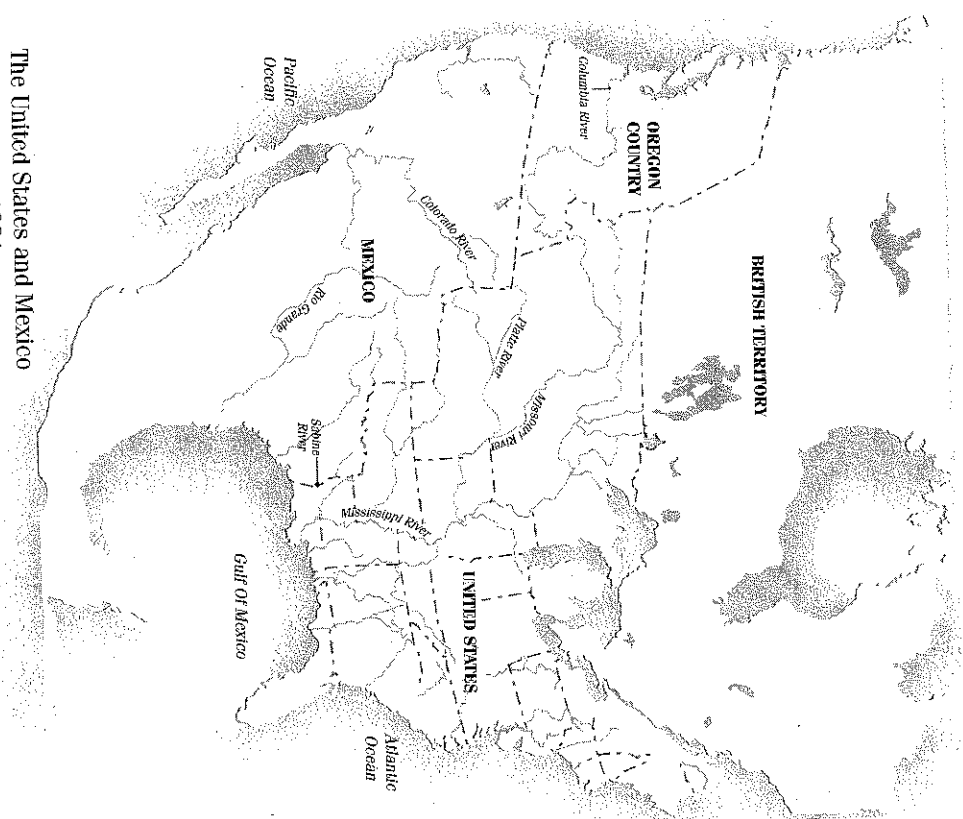 BRITISH TERRITORY
OREGON
COUNTRY
Columbia River
Missouri River
Platte River
UNITED STATES
Colorado River
MEXICO
Mississippi River
Rio Grande
Sabine
River
Pacific
Ocean
Atlantic
Ocean
Gulf Of Mexico
The United States and Mexico